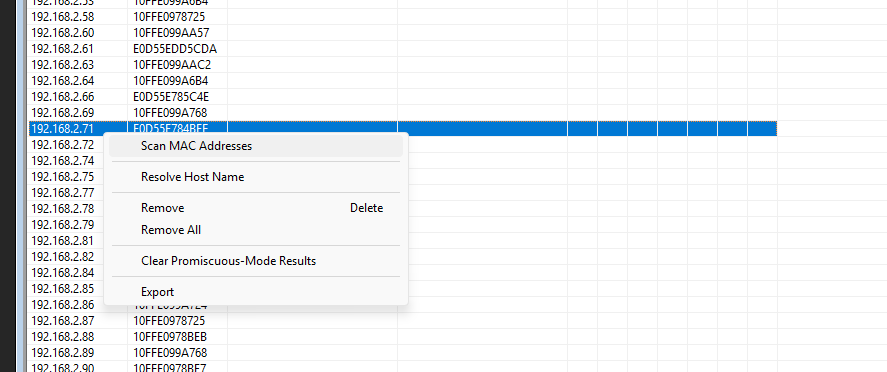 192.168.2.53 10FFE099A6B4
192.168.2.58 10FFE0978725
192.168.2.60 10FFE099AA57
192.168.2.61 E0D55EDD5CDA
192.168.2.63 10FFE099AAC2
192.168.2.64 10FFE099A6B4
192.168.2.66 E0D55E785C4E
192.168.2.69 10FFE099A768
192.168.2.71 E0D55E784BEE
192.168.2.72
Scan MAC Addresses
192.168.2.74
192.168.2.75
Resolve Host Name
192.168.2.77
192.168.2.78
Remove Delete
192.168.2.79
Remove All
192.168.2.81
192.168.2.82
Clear Promiscuous-Mode Results
192.168.2.84
192.168.2.85
Export
192.168.2.86 10FFE099A724
192.168.2.87 10FFE0978725
192.168.2.88 10FFE0978BEB
192.168.2.89 10FFE099A768
192.168.2.90 10FFE0978BE7